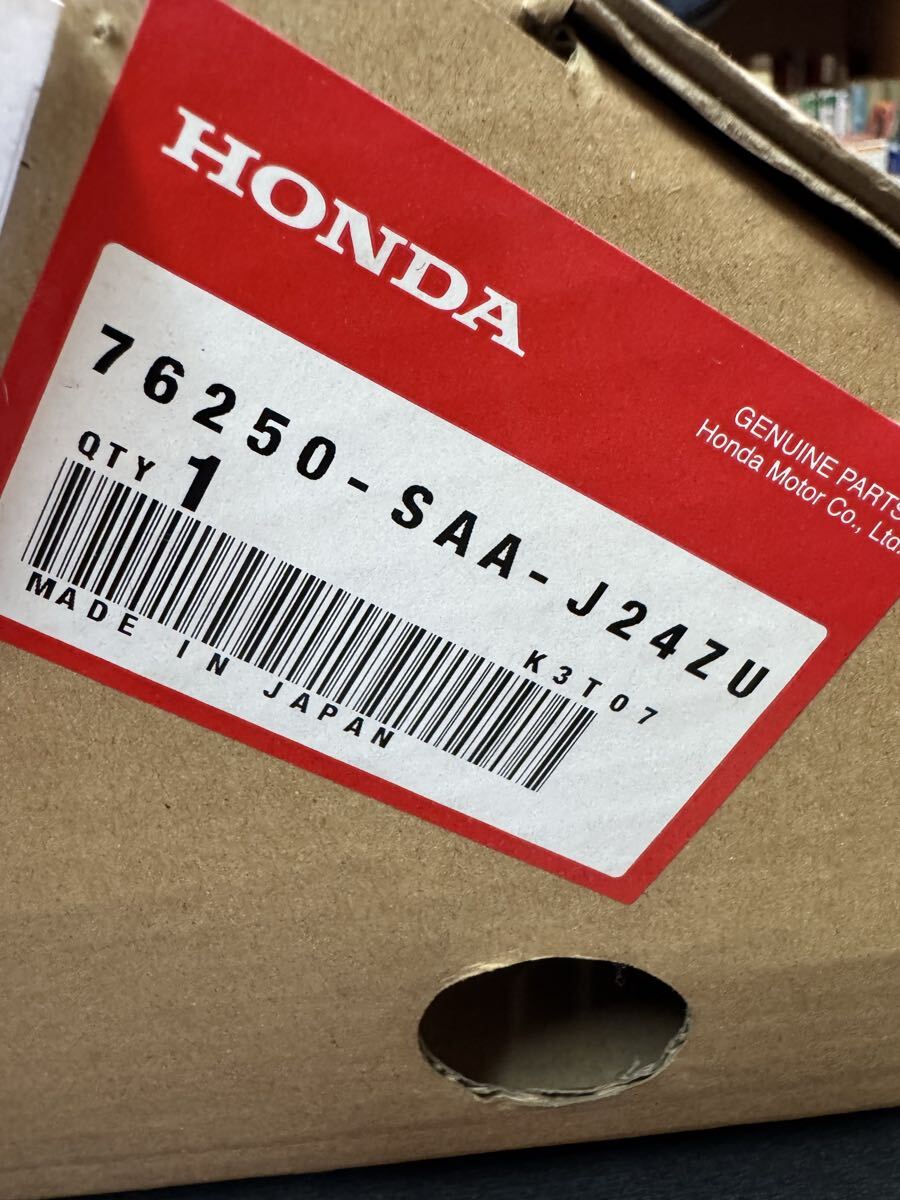 HONDA
GENUINE PARTS
Honda Motor Co., Ltd.
76250-SAA-J24ZU
QTY 1
K3T07
MADE IN JAPAN